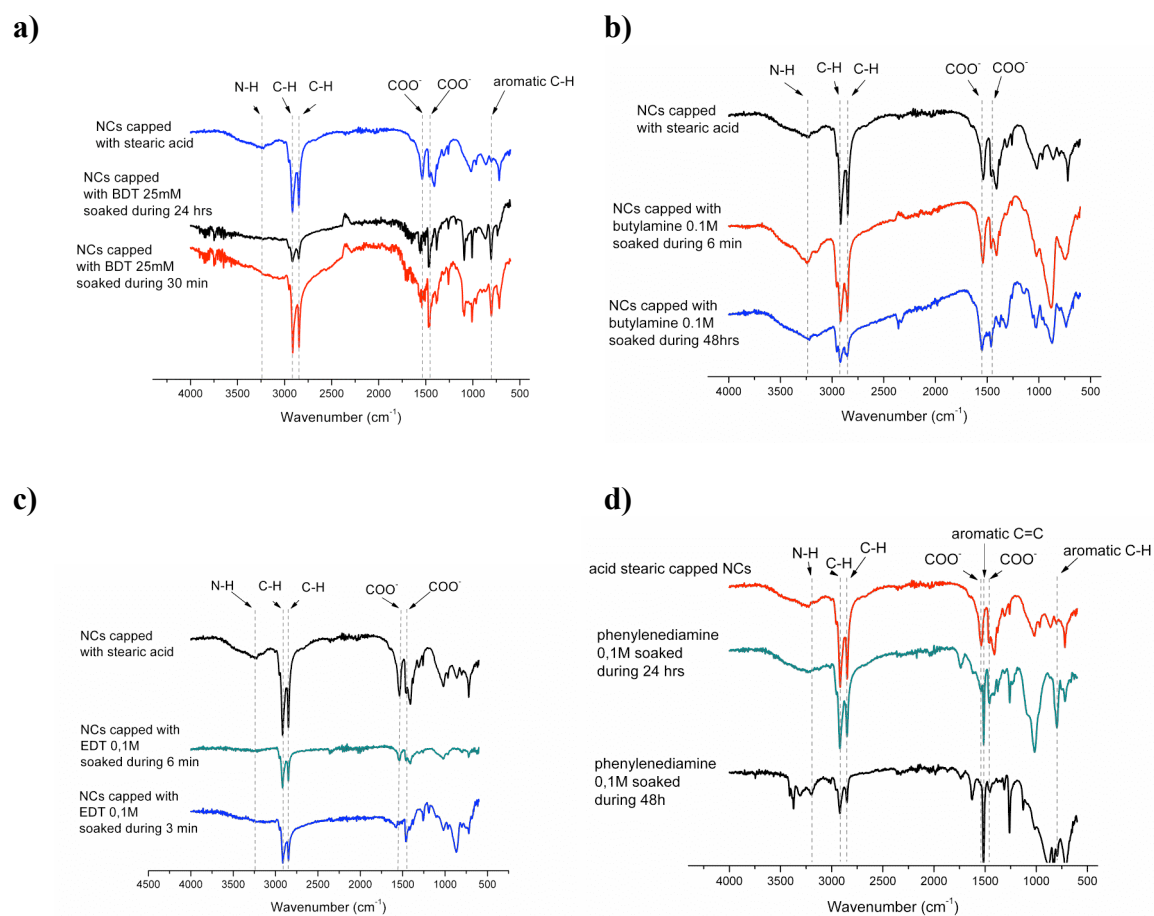 a)
N-H
C-H
C-H
COO⁻
COO⁻
aromatic C-H
NCs capped
with stearic acid
NCs capped
with BDT 25mM
soaked during 24 hrs
NCs capped
with BDT 25mM
soaked during 30 min
4000 3500 3000 2500 2000 1500 1000 500
Wavenumber (cm⁻¹)
b)
N-H
C-H
C-H
COO⁻
COO⁻
NCs capped
with stearic acid
NCs capped with
butylamine 0.1M
soaked during 6 min
NCs capped with
butylamine 0.1M
soaked during 48hrs
4000 3500 3000 2500 2000 1500 1000 500
Wavenumber (cm⁻¹)
c)
N-H
C-H
C-H
COO⁻
COO⁻
NCs capped
with stearic acid
NCs capped with
EDT 0,1M
soaked during 6 min
NCs capped with
EDT 0,1M
soaked during 3 min
4500 4000 3500 3000 2500 2000 1500 1000 500
Wavenumber (cm⁻¹)
d)
aromatic C=C
N-H
C-H
C-H
COO⁻
COO⁻
aromatic C-H
acid stearic capped NCs
phenylenediamine
0,1M soaked
during 24 hrs
phenylenediamine
0,1M soaked
during 48h
4000 3500 3000 2500 2000 1500 1000 500
Wavenumber (cm⁻¹)